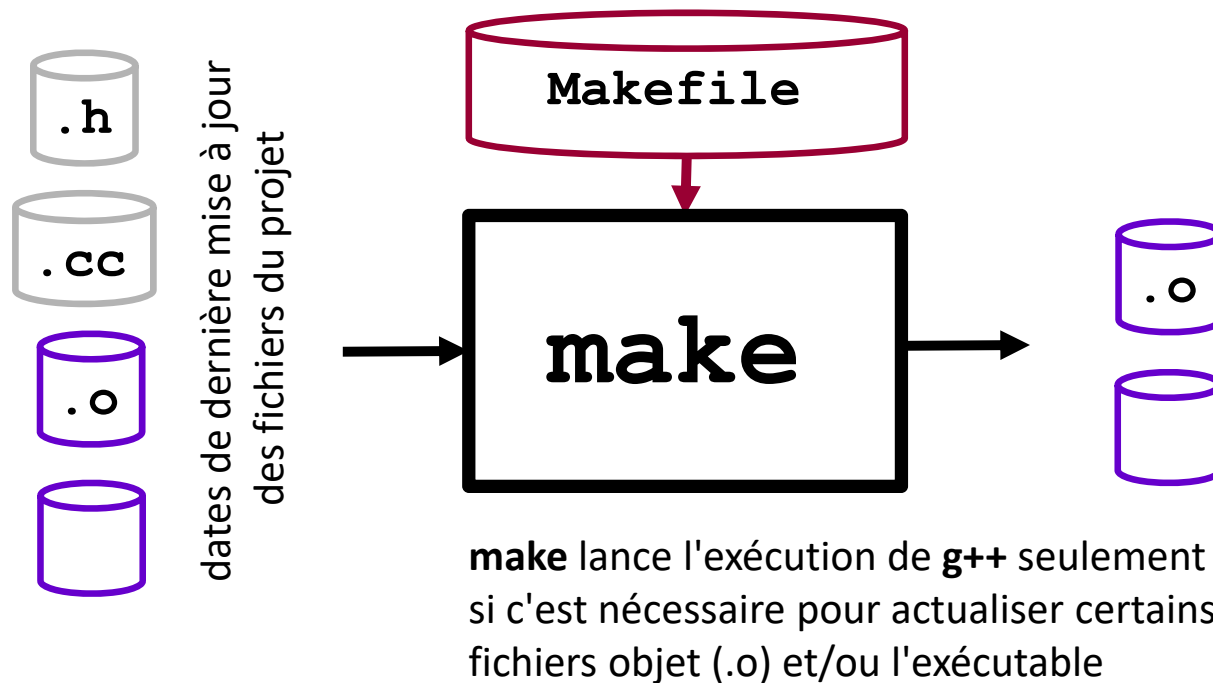 .h
.cc
.o
dates de dernière mise à jour
des fichiers du projet
Makefile
make
.o
make lance l'exécution de g++ seulement
si c'est nécessaire pour actualiser certains
fichiers objet (.o) et/ou l'exécutable